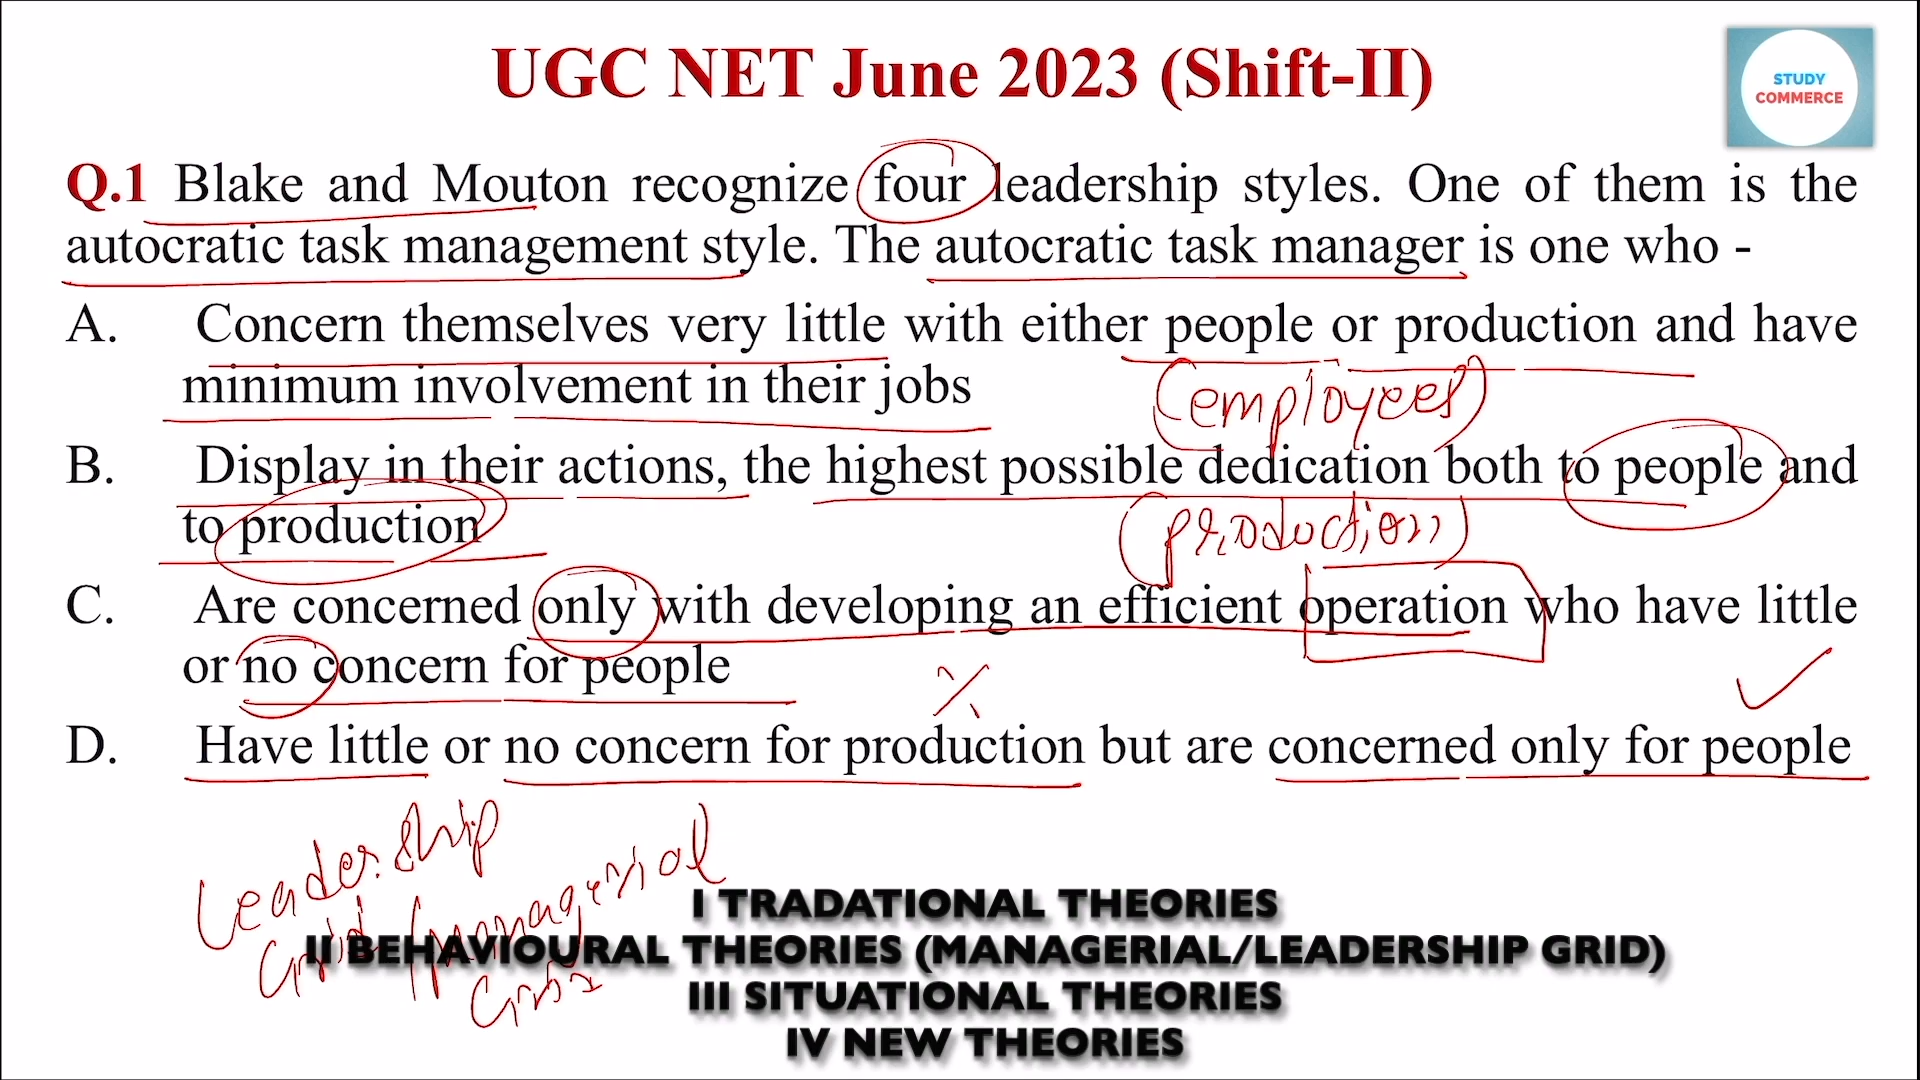 UGC NET June 2023 (Shift-II)
STUDY
COMMERCE
Q.1 Blake and Mouton recognize four leadership styles. One of them is the
autocratic task management style. The autocratic task manager is one who -
A. Concern themselves very little with either people or production and have
minimum involvement in their jobs
(employees)
B. Display in their actions, the highest possible dedication both to people and
to production
(production)
C. Are concerned only with developing an efficient operation who have little
or no concern for people
D. Have little or no concern for production but are concerned only for people
Leadership
Grid (managerial
Grid
I TRADATIONAL THEORIES
II BEHAVIOURAL THEORIES (MANAGERIAL/LEADERSHIP GRID)
III SITUATIONAL THEORIES
IV NEW THEORIES